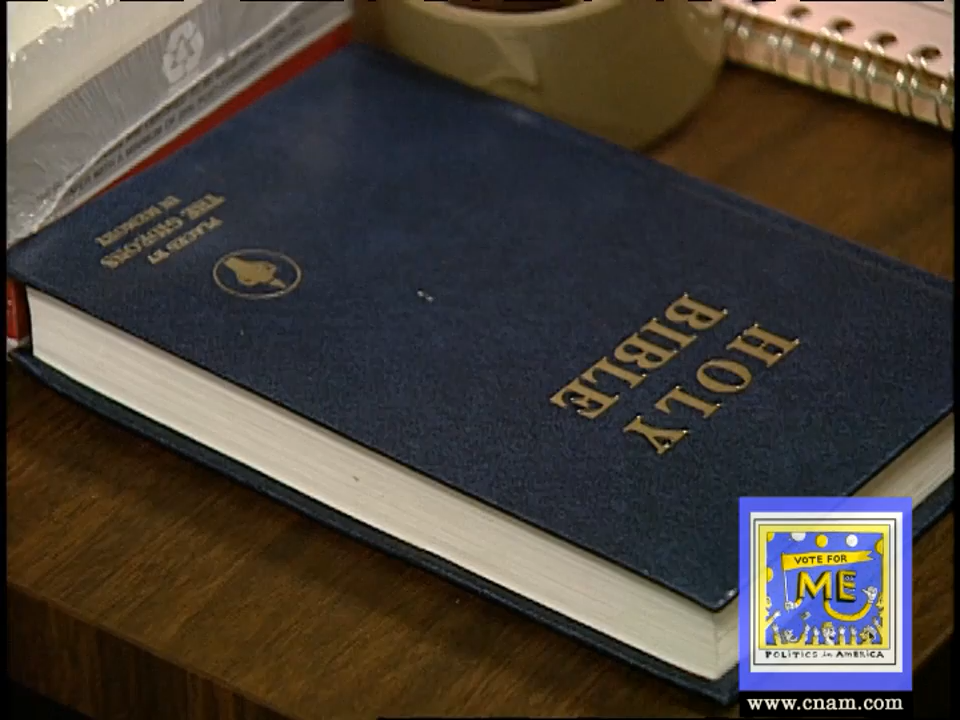 HOLY
BIBLE
PLACED BY
THE GIDEONS
VOTE FOR
ME
POLITICS in AMERICA
www.cnam.com